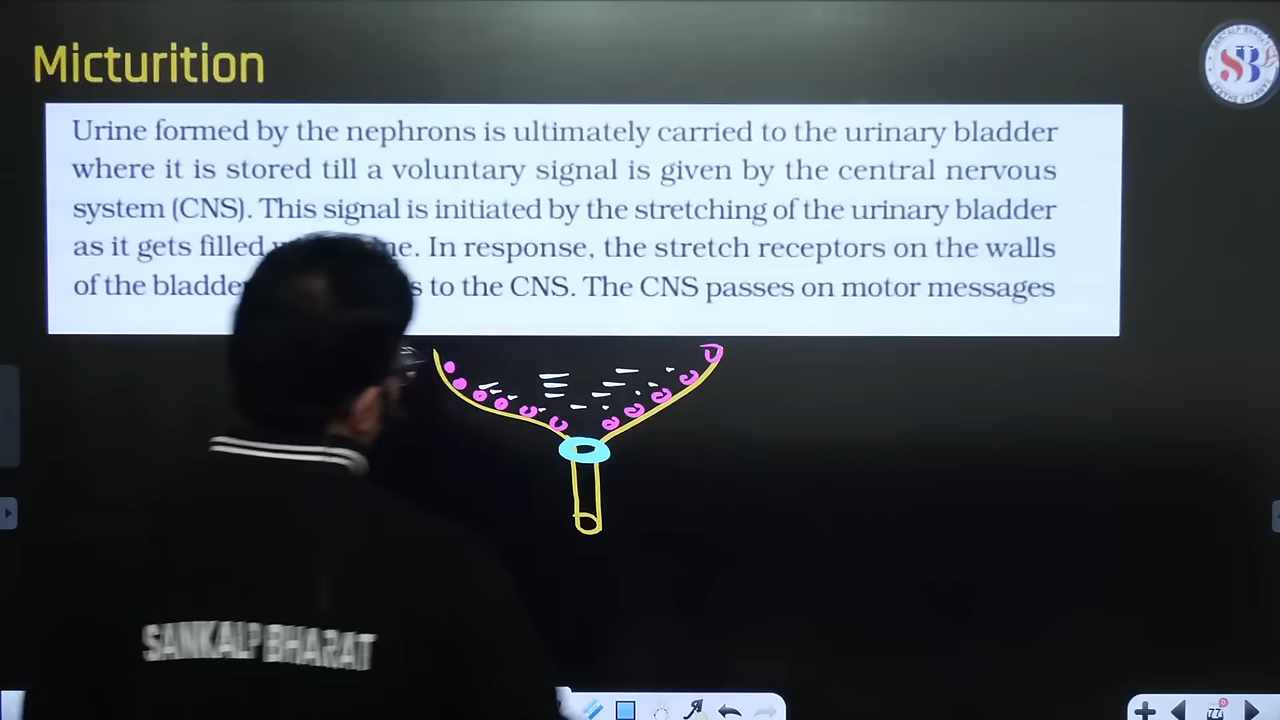 Micturition
SB
Urine formed by the nephrons is ultimately carried to the urinary bladder
where it is stored till a voluntary signal is given by the central nervous
system (CNS). This signal is initiated by the stretching of the urinary bladder
as it gets filled. In response, the stretch receptors on the walls
of the bladder to the CNS. The CNS passes on motor messages
SANKALP BHARAT
77